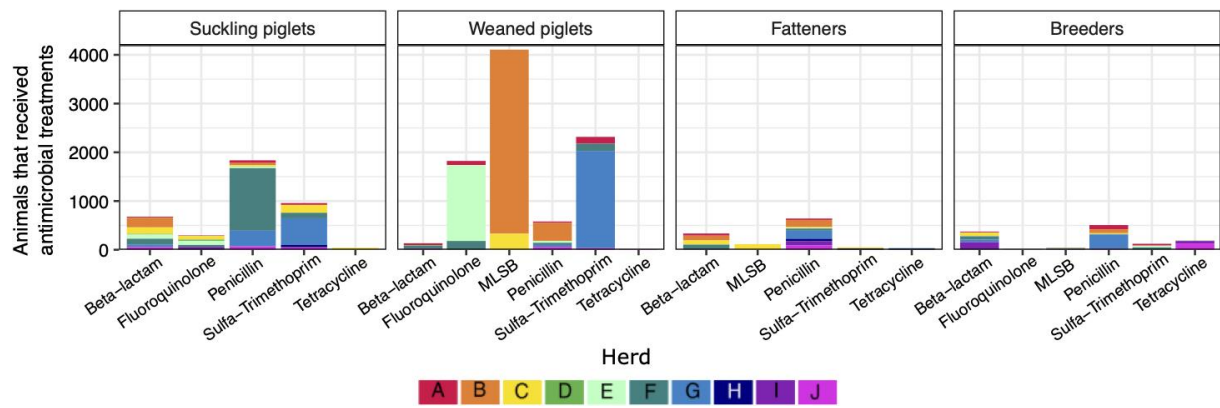 Suckling piglets
Weaned piglets
Fatteners
Breeders
Animals that received
antimicrobial treatments
4000
3000
2000
1000
0
Beta−lactam
Fluoroquinolone
Penicillin
Sulfa−Trimethoprim
Tetracycline
Beta−lactam
Fluoroquinolone
MLSB
Penicillin
Sulfa−Trimethoprim
Tetracycline
Beta−lactam
MLSB
Penicillin
Sulfa−Trimethoprim
Tetracycline
Beta−lactam
Fluoroquinolone
MLSB
Penicillin
Sulfa−Trimethoprim
Tetracycline
Herd
A B C D E F G H I J